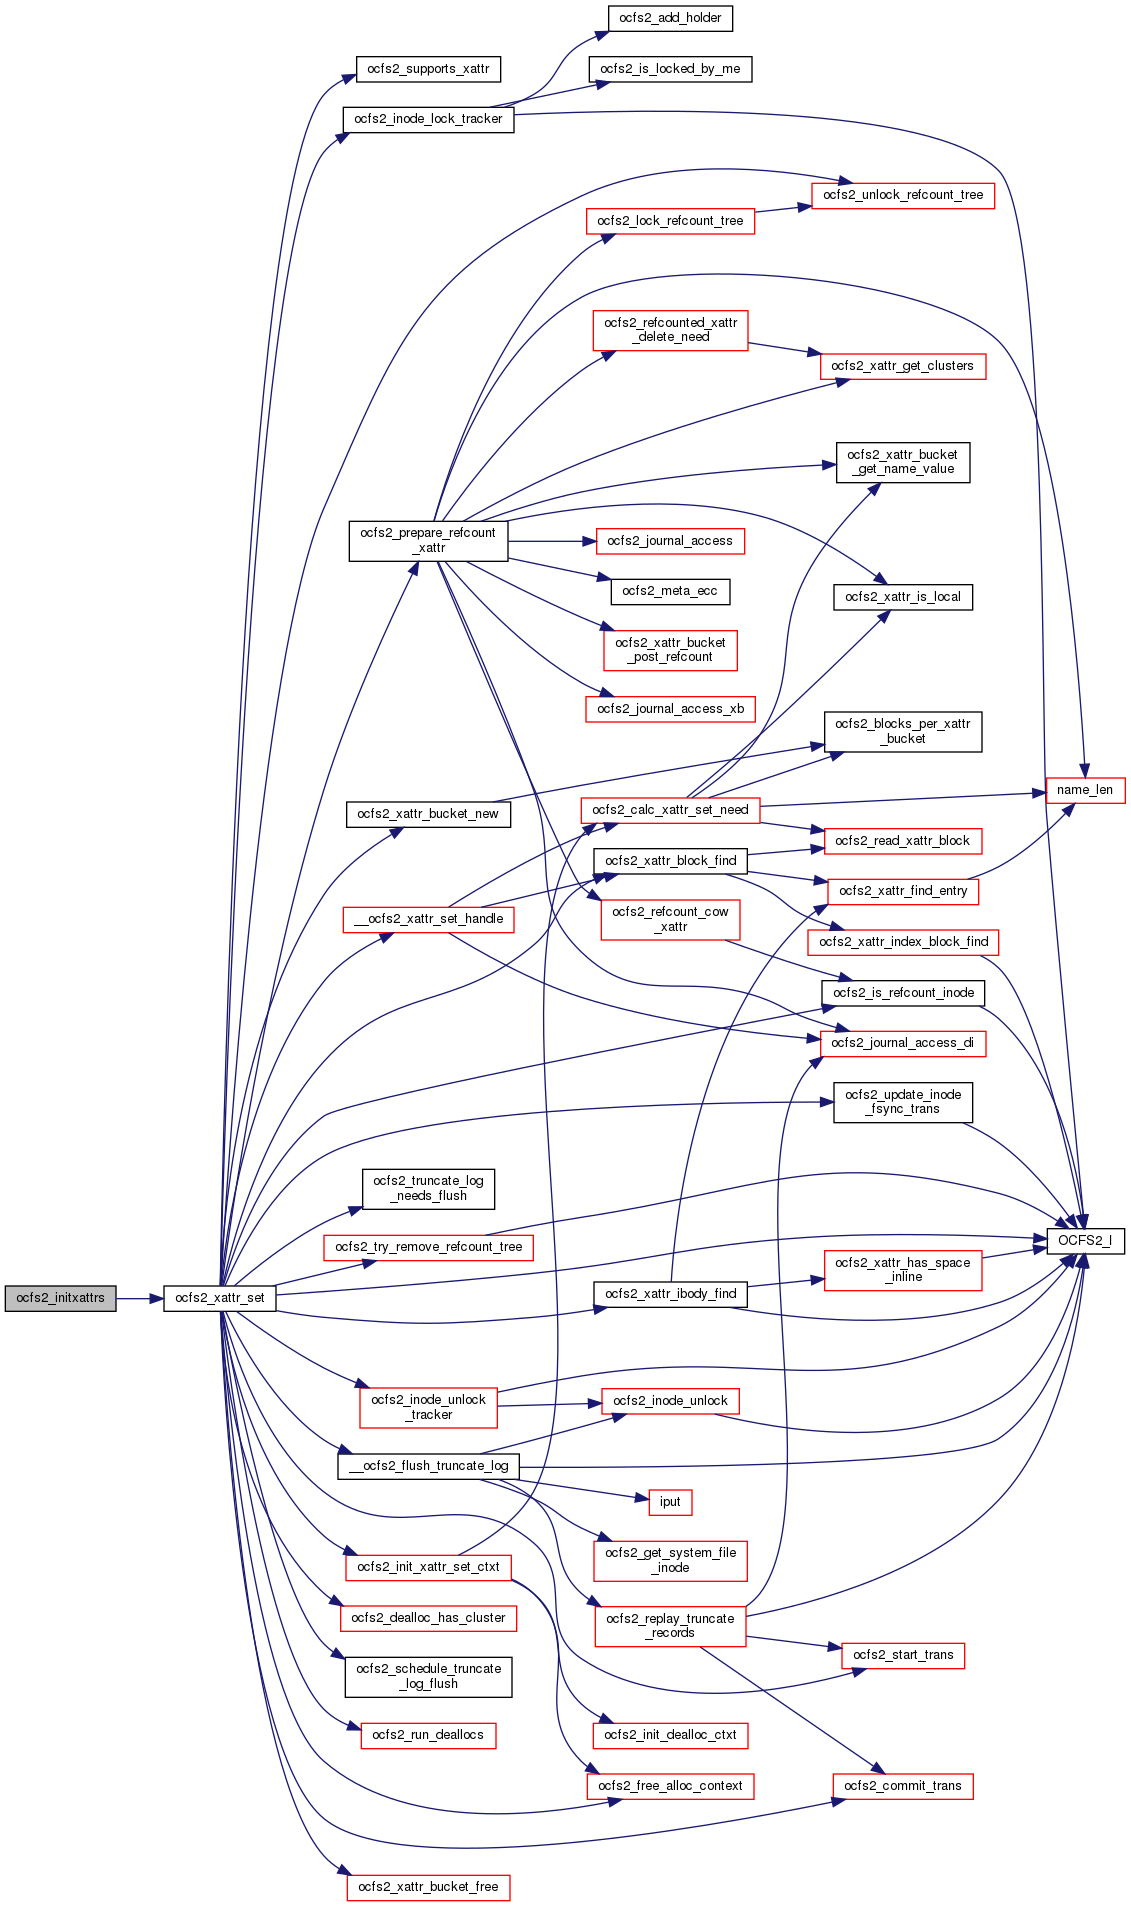 ocfs2_add_holder
ocfs2_supports_xattr
ocfs2_is_locked_by_me
ocfs2_inode_lock_tracker
ocfs2_unlock_refcount_tree
ocfs2_lock_refcount_tree
ocfs2_refcounted_xattr
_delete_need
ocfs2_xattr_get_clusters
ocfs2_xattr_bucket
_get_name_value
ocfs2_prepare_refcount
_xattr
ocfs2_journal_access
ocfs2_meta_ecc
ocfs2_xattr_is_local
ocfs2_xattr_bucket
_post_refcount
ocfs2_journal_access_xb
ocfs2_blocks_per_xattr
_bucket
name_len
ocfs2_xattr_bucket_new
ocfs2_calc_xattr_set_need
ocfs2_read_xattr_block
ocfs2_xattr_block_find
ocfs2_xattr_find_entry
__ocfs2_xattr_set_handle
ocfs2_refcount_cow
_xattr
ocfs2_xattr_index_block_find
ocfs2_is_refcount_inode
ocfs2_journal_access_di
ocfs2_update_inode
_fsync_trans
ocfs2_truncate_log
_needs_flush
ocfs2_try_remove_refcount_tree
OCFS2_I
ocfs2_xattr_has_space
_inline
ocfs2_initxattrs
ocfs2_xattr_set
ocfs2_xattr_ibody_find
ocfs2_inode_unlock
_tracker
ocfs2_inode_unlock
__ocfs2_flush_truncate_log
iput
ocfs2_get_system_file
_inode
ocfs2_init_xattr_set_ctxt
ocfs2_dealloc_has_cluster
ocfs2_replay_truncate
_records
ocfs2_start_trans
ocfs2_schedule_truncate
_log_flush
ocfs2_run_deallocs
ocfs2_init_dealloc_ctxt
ocfs2_free_alloc_context
ocfs2_commit_trans
ocfs2_xattr_bucket_free